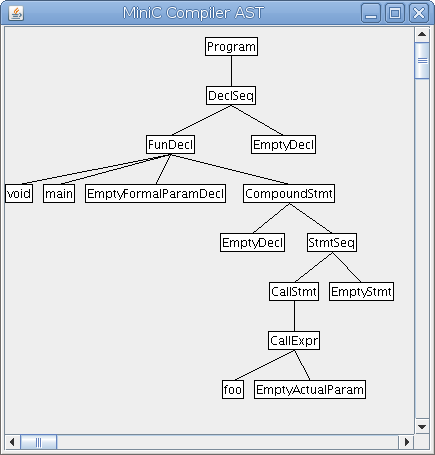 MiniC Compiler AST
Program
DeclSeq
FunDecl EmptyDecl
void main EmptyFormalParamDecl CompoundStmt
EmptyDecl StmtSeq
CallStmt EmptyStmt
CallExpr
foo EmptyActualParam